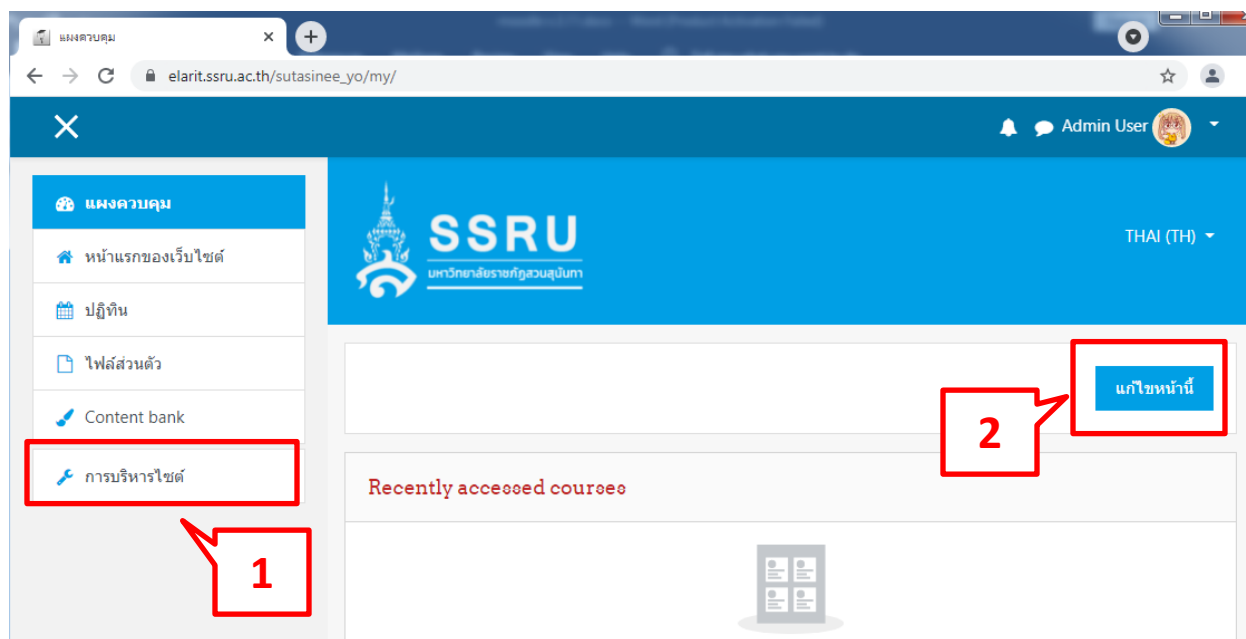 แผงควบคุม
elarit.ssru.ac.th/sutasinee_yo/my/
Admin User
แผงควบคุม
หน้าแรกของเว็บไซต์
ปฏิทิน
ไฟล์ส่วนตัว
Content bank
การบริหารไซต์
1
SSRU
มหาวิทยาลัยราชภัฏสวนสุนันทา
THAI (TH)
แก้ไขหน้านี้
2
Recently accessed courses